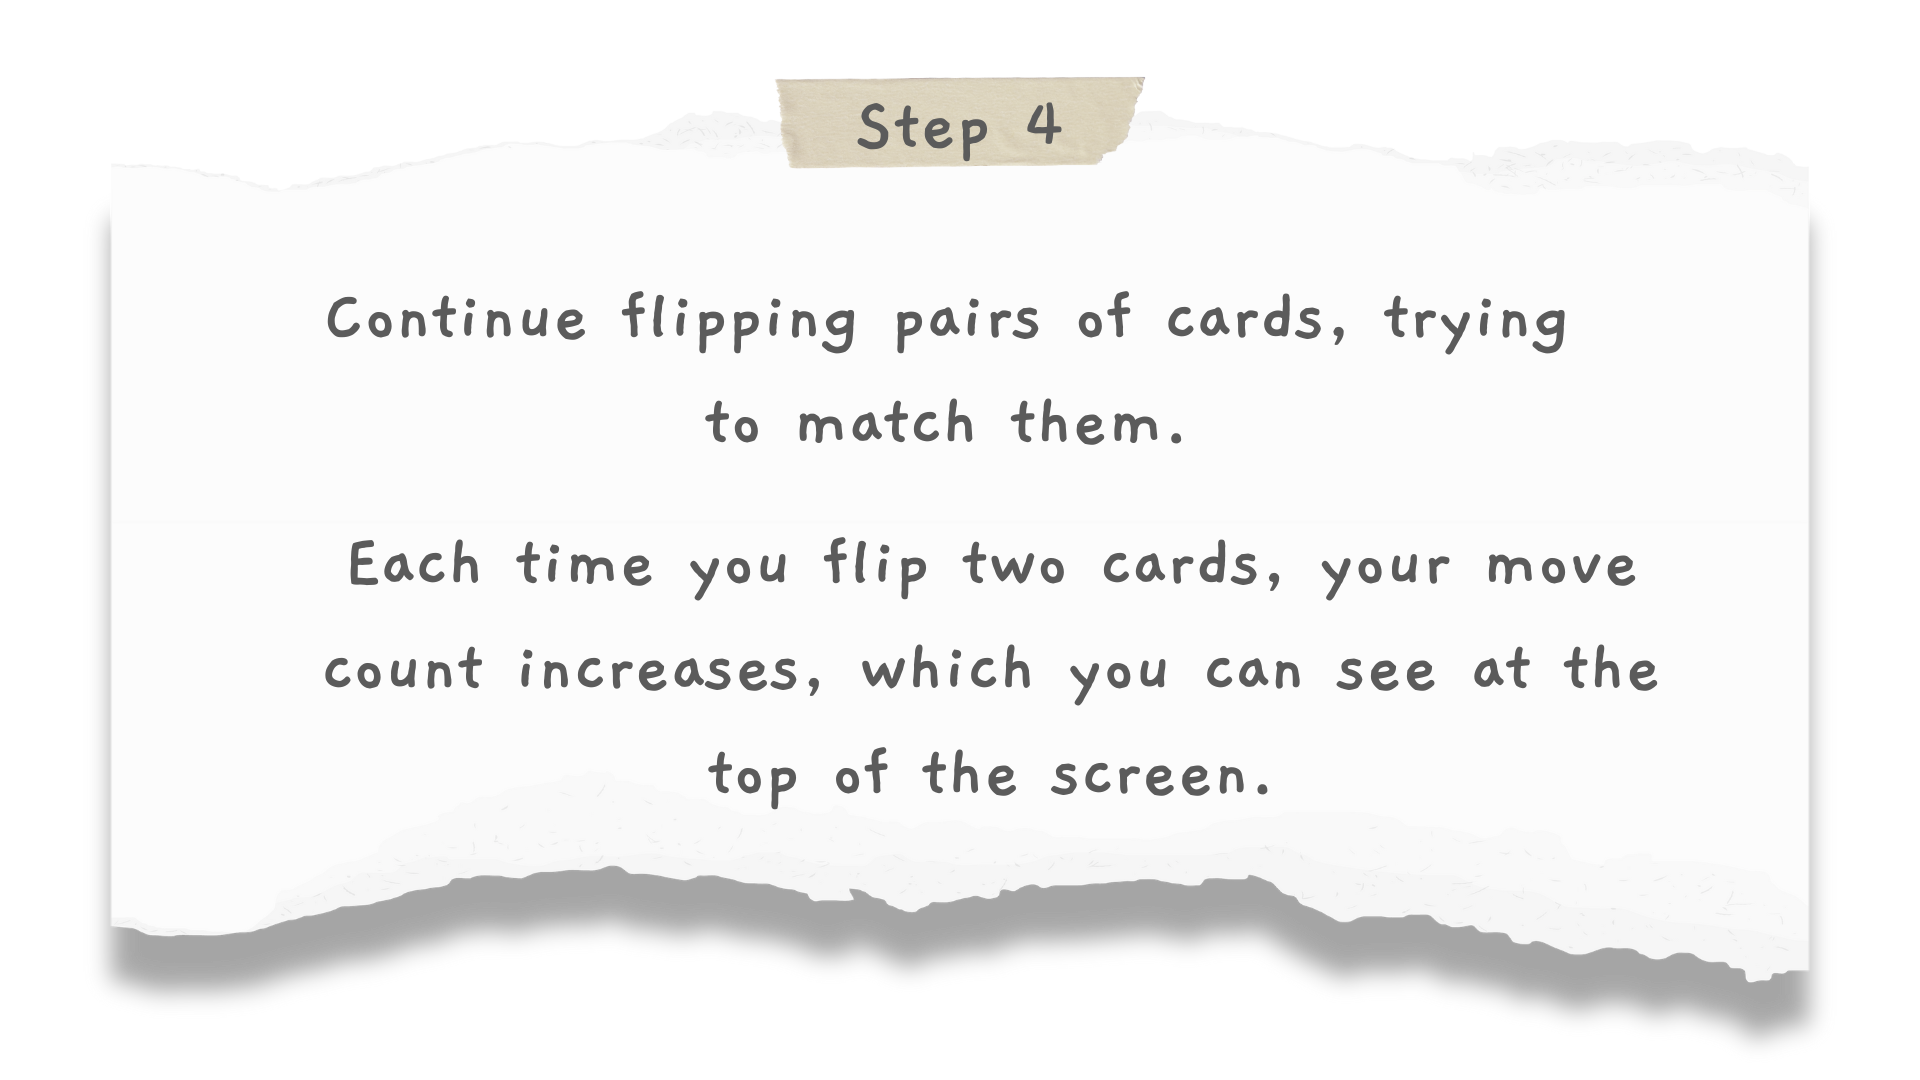 Step 4
Continue flipping pairs of cards, trying
to match them.
Each time you flip two cards, your move
count increases, which you can see at the
top of the screen.